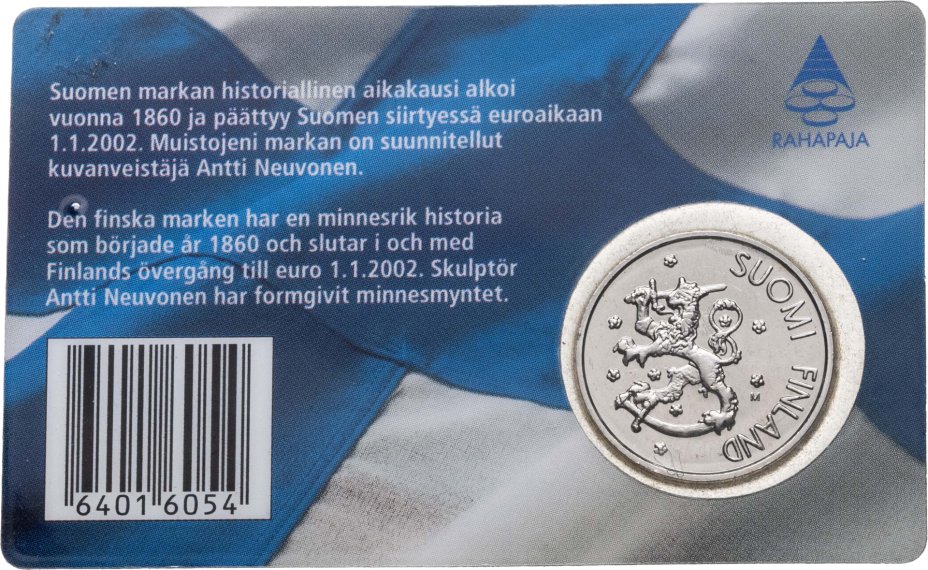 Suomen markan historiallinen aikakausi alkoi
vuonna 1860 ja päättyy Suomen siirtyessä euroaikaan
1.1.2002. Muistojeni markan on suunnitellut
kuvanveistäjä Antti Neuvonen.
Den finska marken har en minnesrik historia
som började år 1860 och slutar i och med
Finlands övergång till euro 1.1.2002. Skulptör
Antti Neuvonen har formgivit minnesmyntet.
RAHAPAJA
SUOMI FINLAND
M
6401 6054